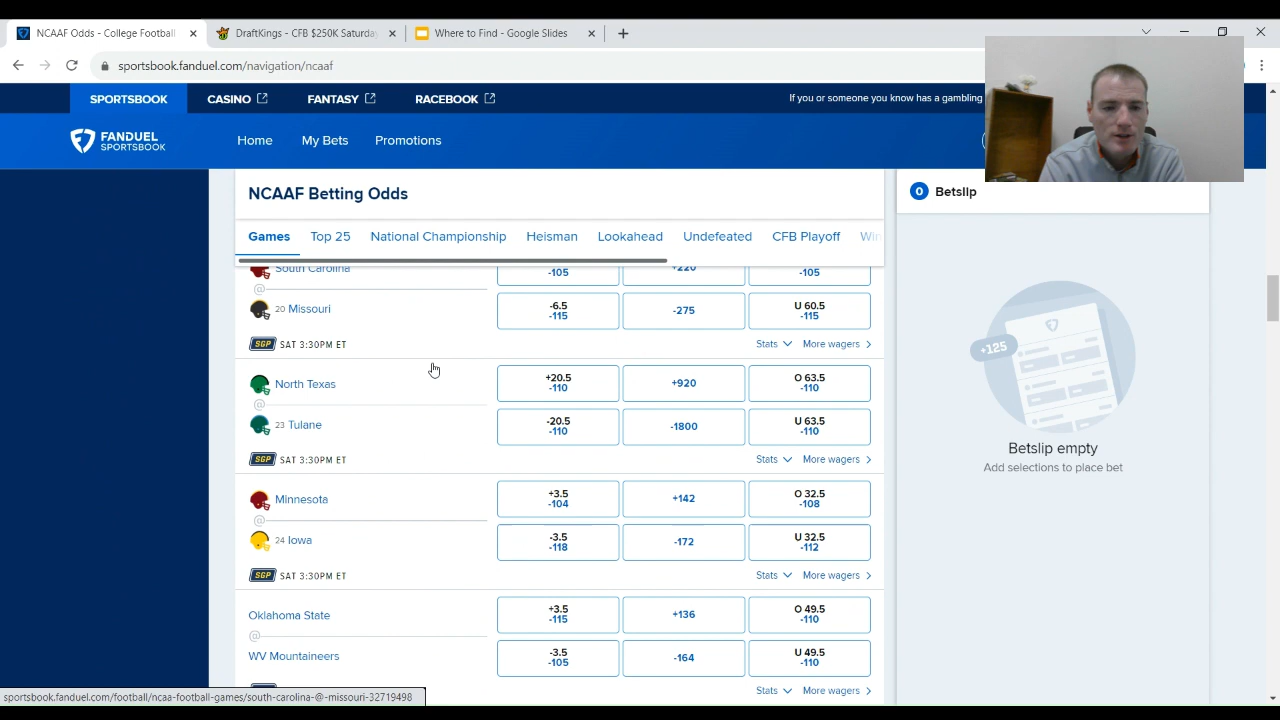 NCAAF Odds - College Football
DraftKings - CFB $250K Saturday
Where to Find - Google Slides
sportsbook.fanduel.com/navigation/ncaaf
SPORTSBOOK CASINO FANTASY RACEBOOK
If you or someone you know has a gambling
FANDUEL
SPORTSBOOK
Home My Bets Promotions
NCAAF Betting Odds
0 Betslip
Games Top 25 National Championship Heisman Lookahead Undefeated CFB Playoff Win
South Carolina +220
-105 -105
@
20 Missouri -6.5 -275 U 60.5
-115 -115
SGP SAT 3:30PM ET Stats More wagers
North Texas +20.5 +920 O 63.5
-110 -110
@
23 Tulane -20.5 -1800 U 63.5
-110 -110
SGP SAT 3:30PM ET Stats More wagers
Minnesota +3.5 +142 O 32.5
-104 -108
@
24 Iowa -3.5 -172 U 32.5
-118 -112
SGP SAT 3:30PM ET Stats More wagers
Oklahoma State +3.5 +136 O 49.5
-115 -110
@
WV Mountaineers -3.5 -164 U 49.5
-105 -110
Stats More wagers
+125
Betslip empty
Add selections to place bet
sportsbook.fanduel.com/football/ncaa-football-games/south-carolina-@-missouri-32719498